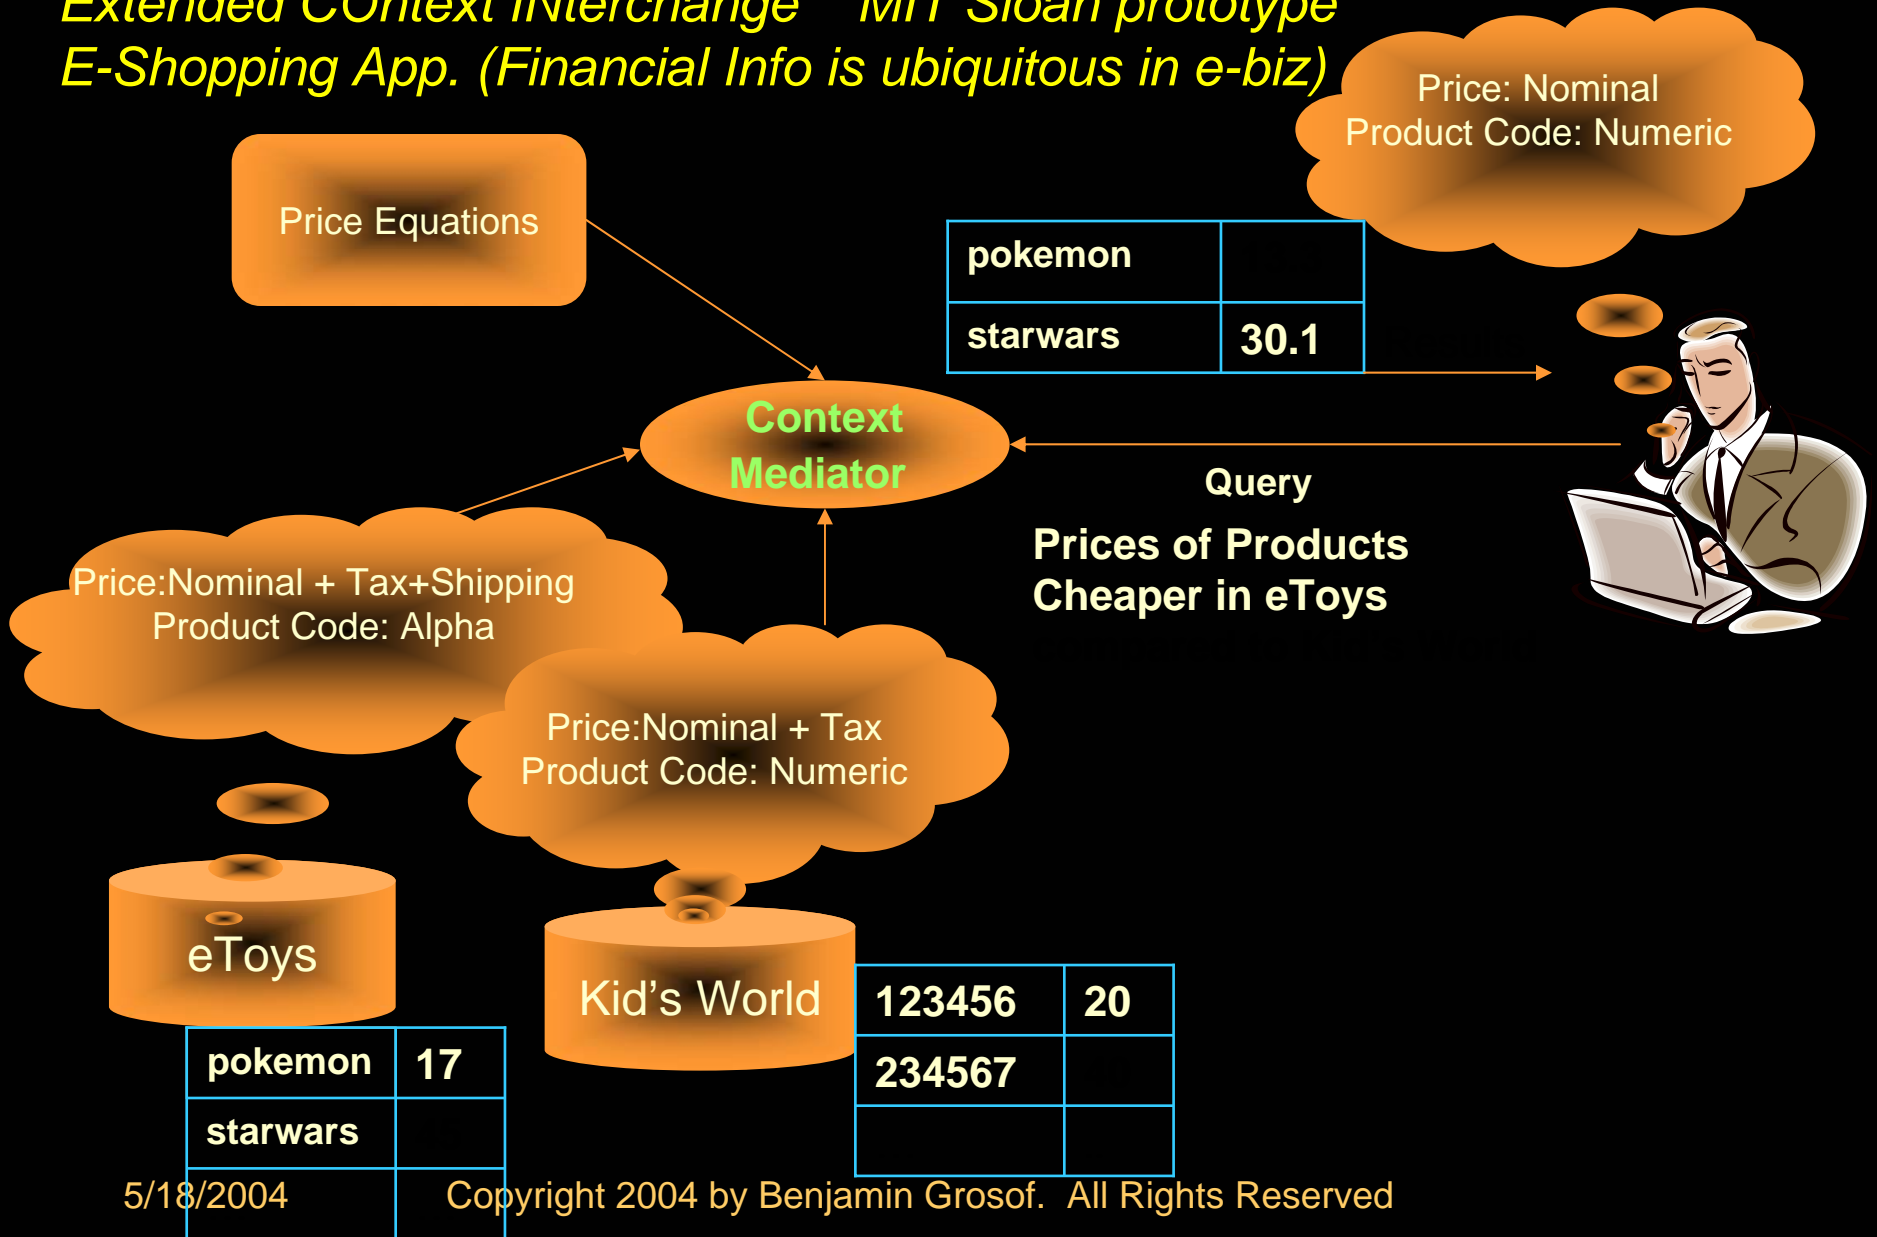 Extended COntext INterchange MIT Sloan prototype
E-Shopping App. (Financial Info is ubiquitous in e-biz)
Price: Nominal
Product Code: Numeric
Price Equations
pokemon
starwars 30.1
Context
Mediator
Query
Prices of Products
Cheaper in eToys
Price:Nominal + Tax+Shipping
Product Code: Alpha
Price:Nominal + Tax
Product Code: Numeric
eToys
Kid's World
123456 20
234567
pokemon 17
starwars
5/18/2004 Copyright 2004 by Benjamin Grosof. All Rights Reserved